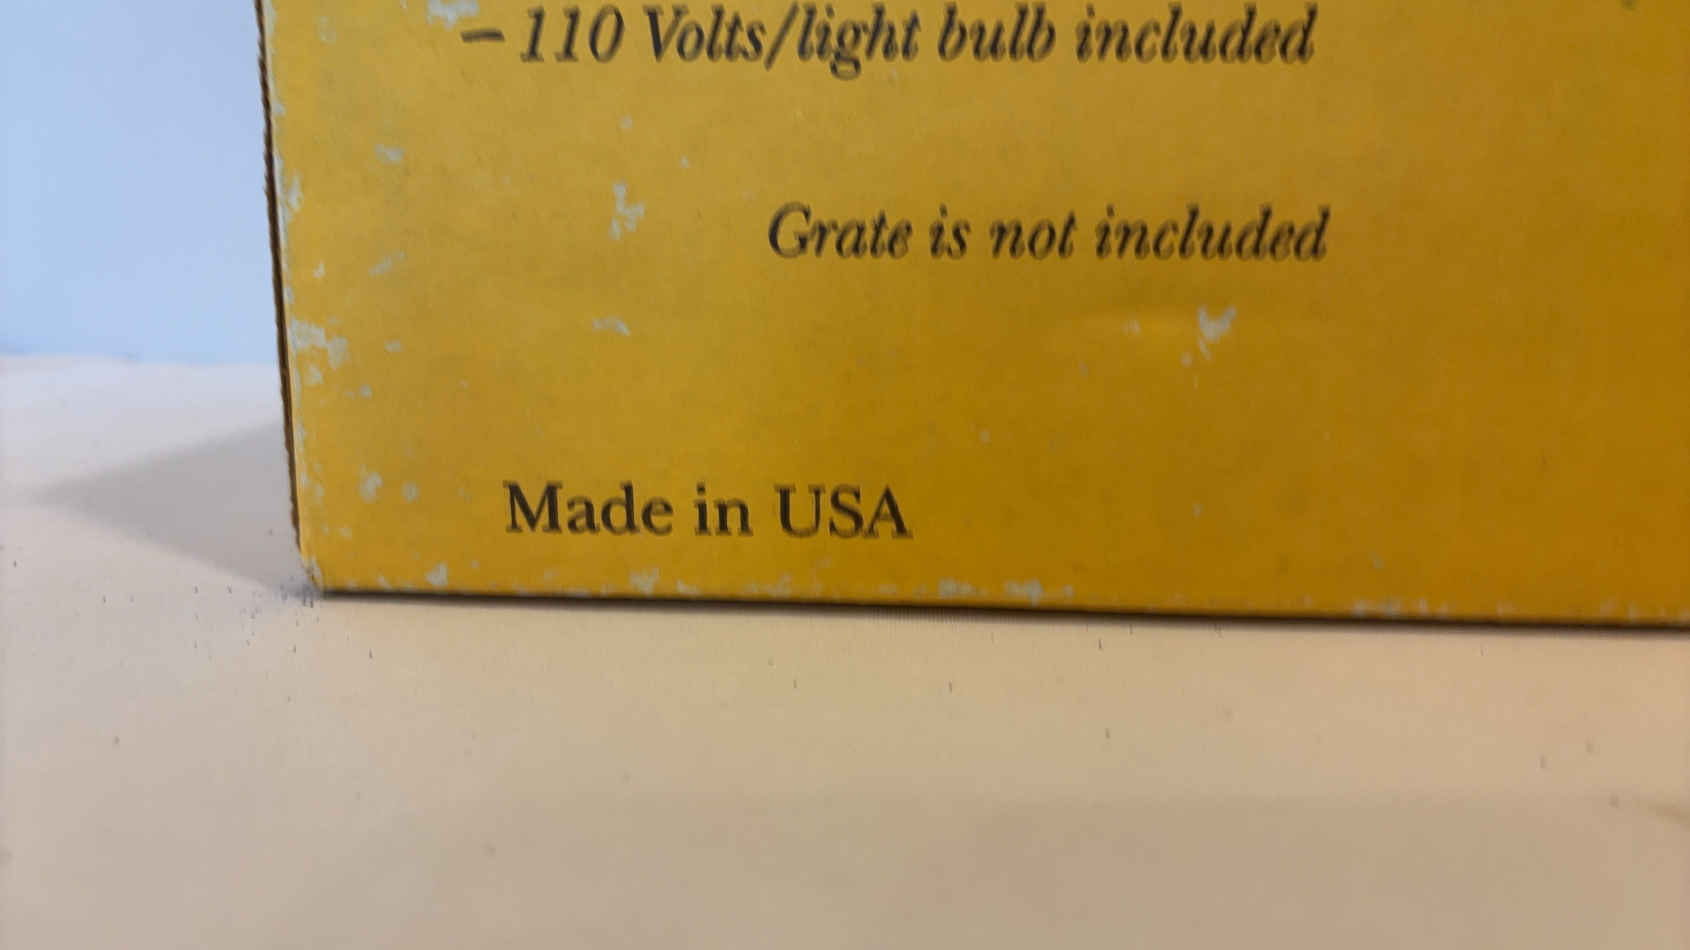 – 110 Volts/light bulb included
Grate is not included
Made in USA